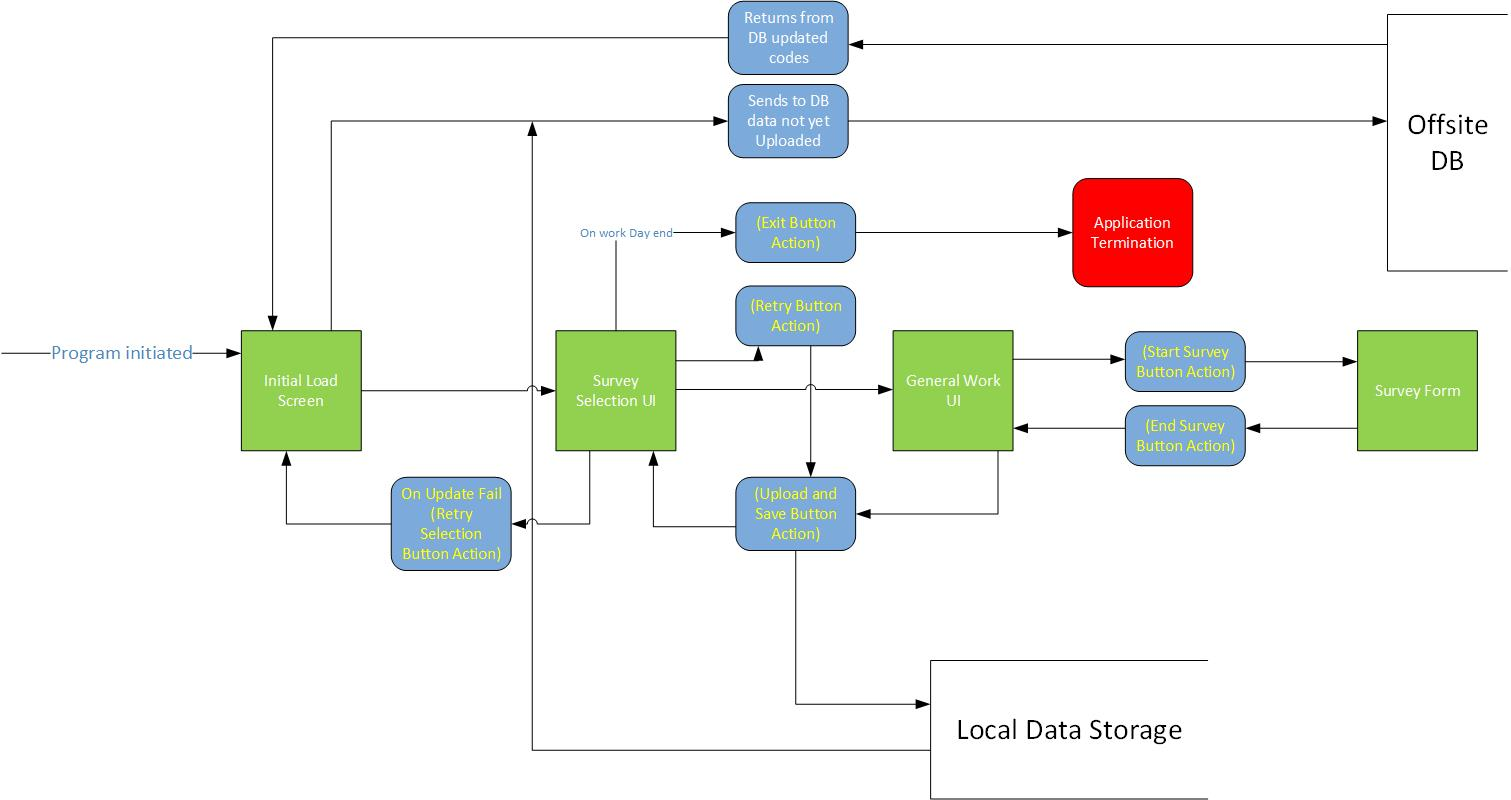 Returns from
DB updated
codes
Sends to DB
data not yet
Uploaded
Offsite
DB
(Exit Button
Action)
On work Day end
Application
Termination
(Retry Button
Action)
Program initiated
Initial Load
Screen
Survey
Selection UI
General Work
UI
(Start Survey
Button Action)
Survey Form
(End Survey
Button Action)
On Update Fail
(Retry
Selection
Button Action)
(Upload and
Save Button
Action)
Local Data Storage